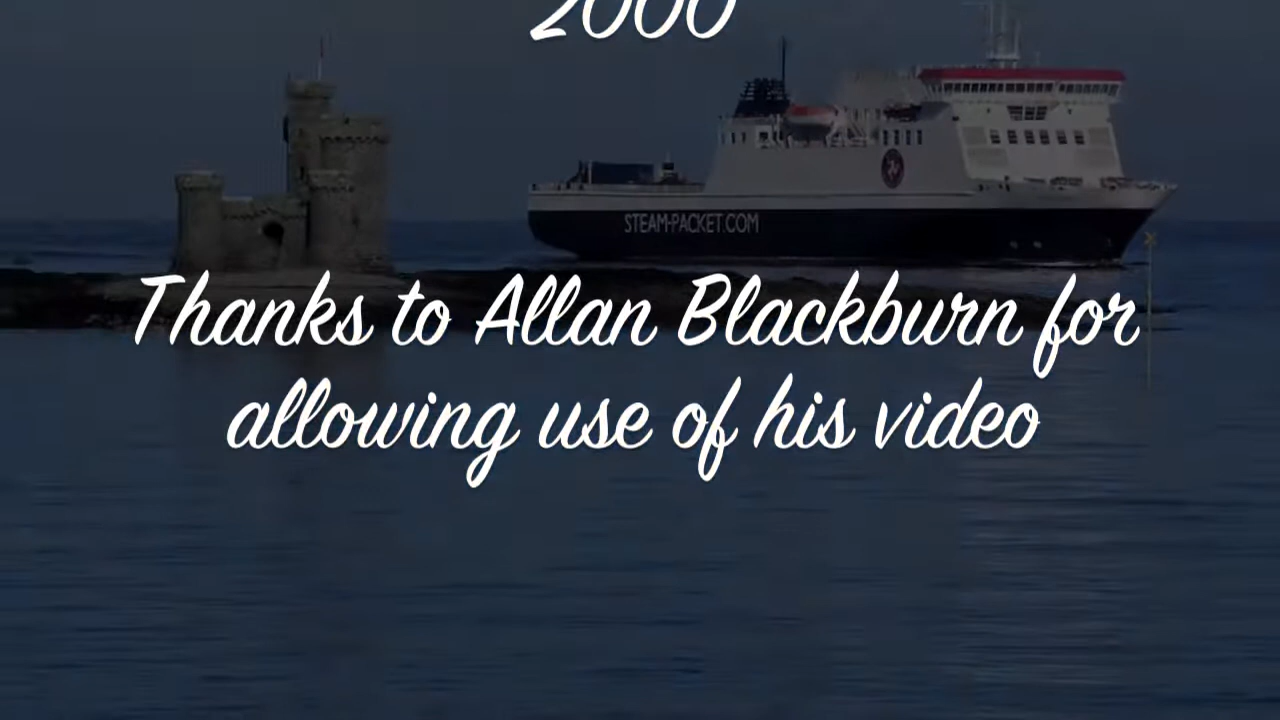 2000
STEAM-PACKET.COM
Thanks to Allan Blackburn for
allowing use of his video